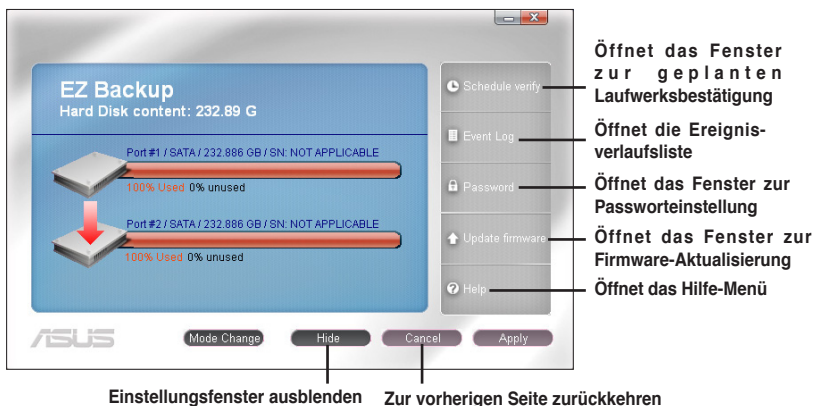 EZ Backup
Hard Disk content: 232.89 G
Port #1 / SATA / 232.886 GB / SN: NOT APPLICABLE
100% Used 0% unused
Port #2 / SATA / 232.886 GB / SN: NOT APPLICABLE
100% Used 0% unused
Schedule verify
Event Log
Password
Update firmware
Help
ASUS
Mode Change
Hide
Cancel
Apply
Öffnet das Fenster
zur geplanten
Laufwerksbestätigung
Öffnet die Ereignis-
verlaufsliste
Öffnet das Fenster zur
Passworteinstellung
Öffnet das Fenster zur
Firmware-Aktualisierung
Öffnet das Hilfe-Menü
Einstellungsfenster ausblenden
Zur vorherigen Seite zurückkehren